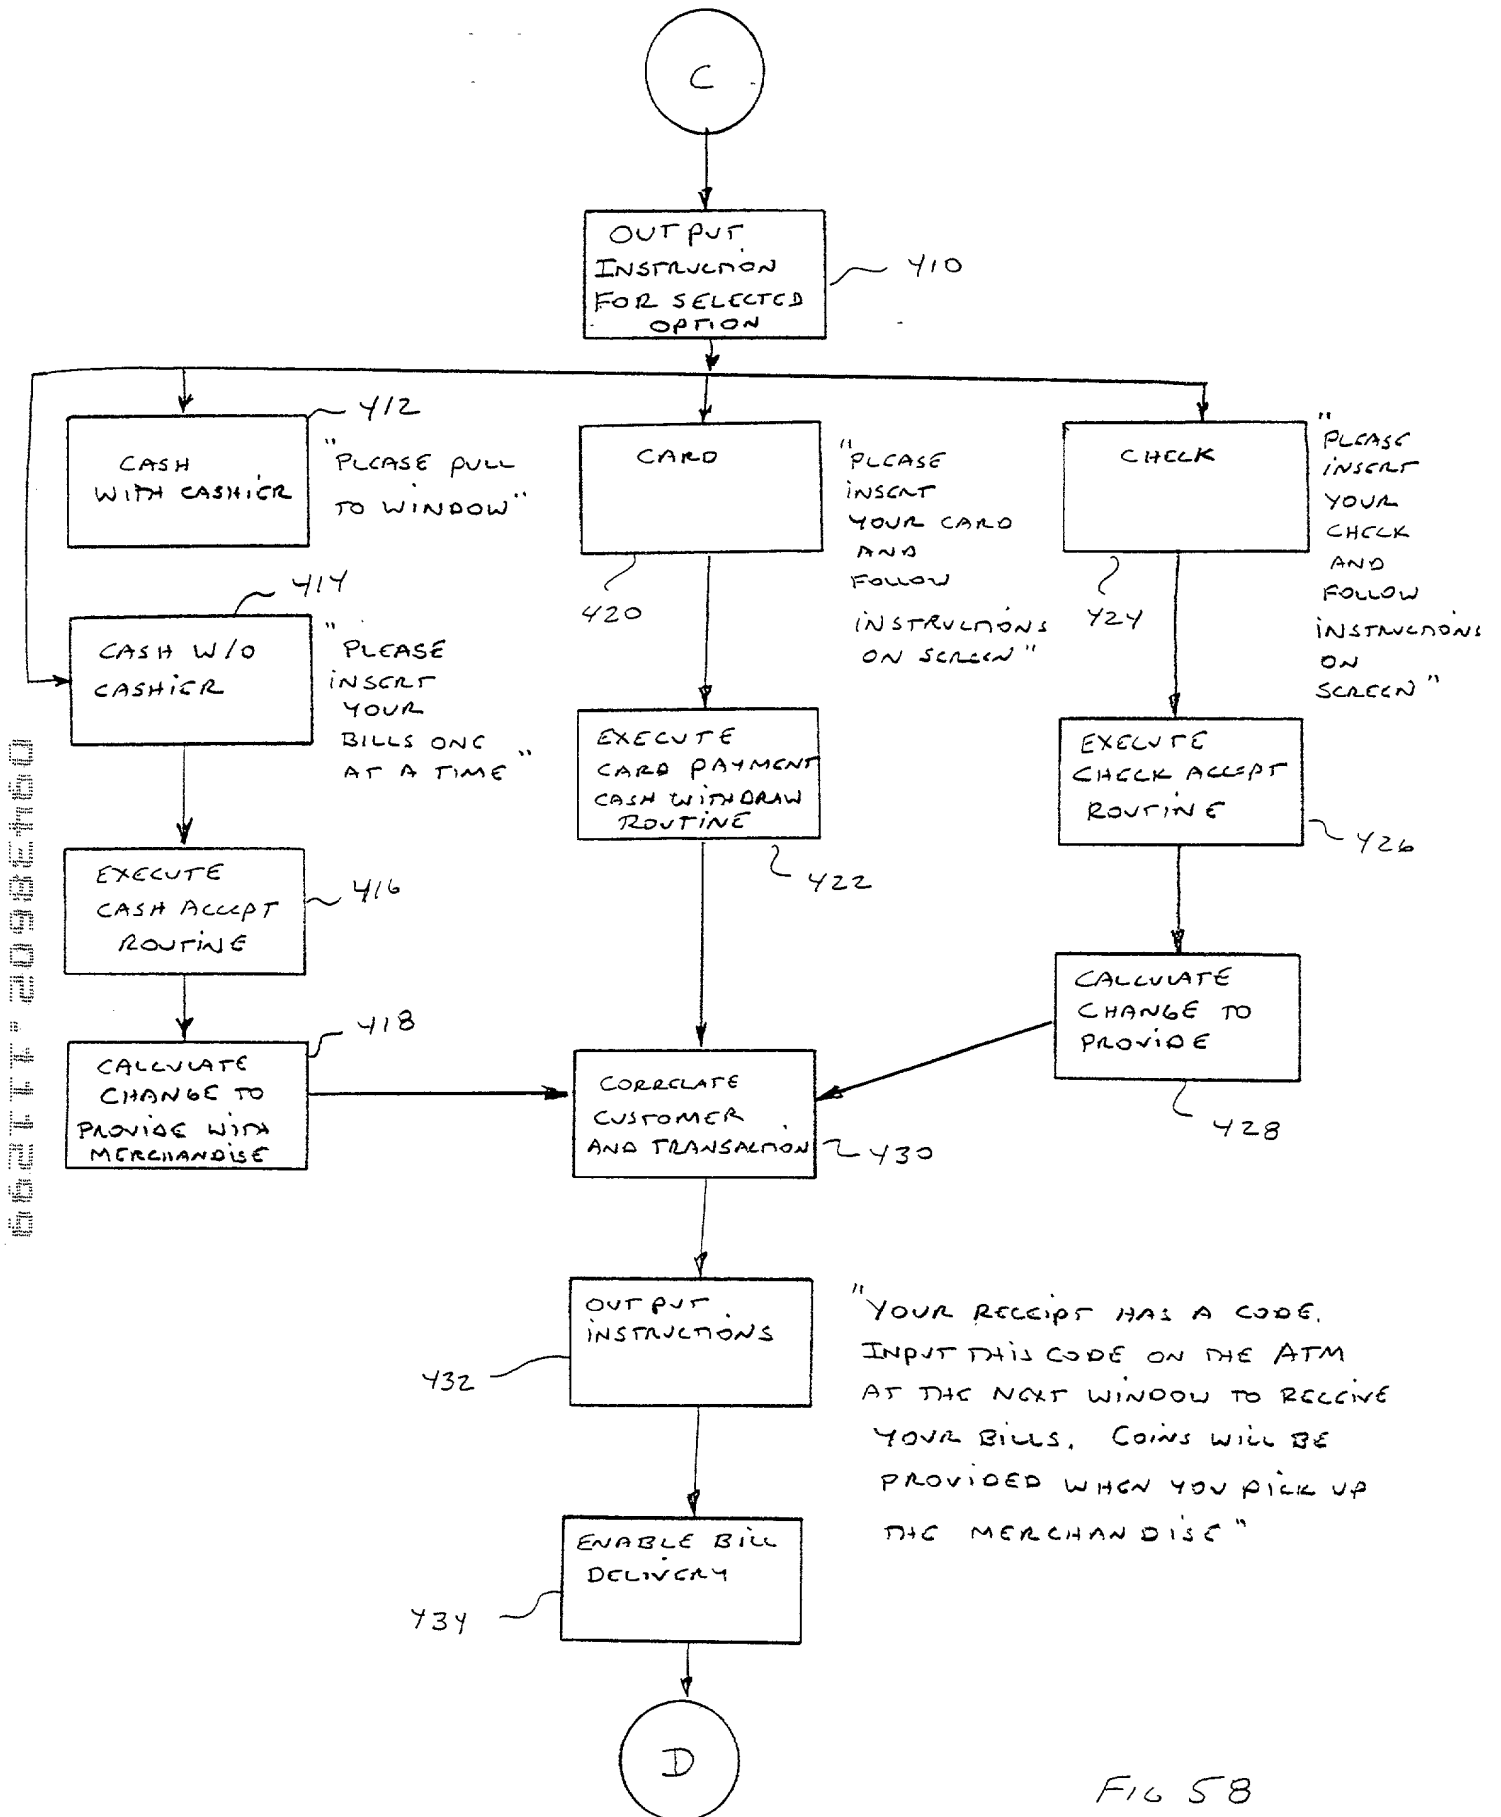 C
OUTPUT
INSTRUCTION
FOR SELECTED
OPTION
410
412
CASH
WITH CASHIER
"PLEASE PULL
TO WINDOW"
CARD
420
"PLEASE
INSERT
YOUR CARD
AND
FOLLOW
INSTRUCTIONS
ON SCREEN"
CHECK
424
"PLEASE
INSERT
YOUR
CHECK
AND
FOLLOW
INSTRUCTIONS
ON
SCREEN"
414
CASH W/O
CASHIER
"PLEASE
INSERT
YOUR
BILLS ONE
AT A TIME"
EXECUTE
CARD PAYMENT
CASH WITHDRAW
ROUTINE
422
EXECUTE
CHECK ACCEPT
ROUTINE
426
EXECUTE
CASH ACCEPT
ROUTINE
416
CALCULATE
CHANGE TO
PROVIDE
428
418
CALCULATE
CHANGE TO
PROVIDE WITH
MERCHANDISE
CORRELATE
CUSTOMER
AND TRANSACTION
430
OUTPUT
INSTRUCTIONS
432
"YOUR RECEIPT HAS A CODE.
INPUT THIS CODE ON THE ATM
AT THE NEXT WINDOW TO RECEIVE
YOUR BILLS. COINS WILL BE
PROVIDED WHEN YOU PICK UP
THE MERCHANDISE"
ENABLE BILL
DELIVERY
434
D
FIG 58